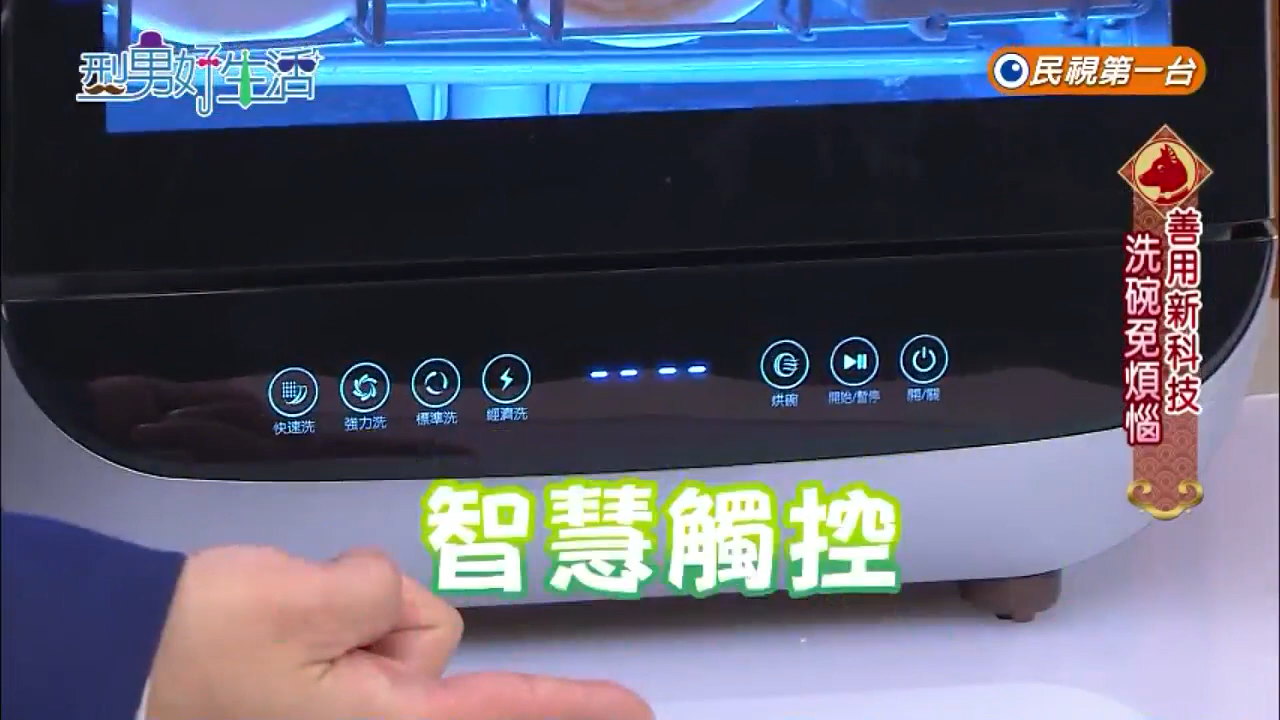 型男好生活
民視第一台
善用新科技
洗碗免煩惱
快速洗
強力洗
標準洗
經濟洗
烘碗
開始/暫停
開/關
智慧觸控